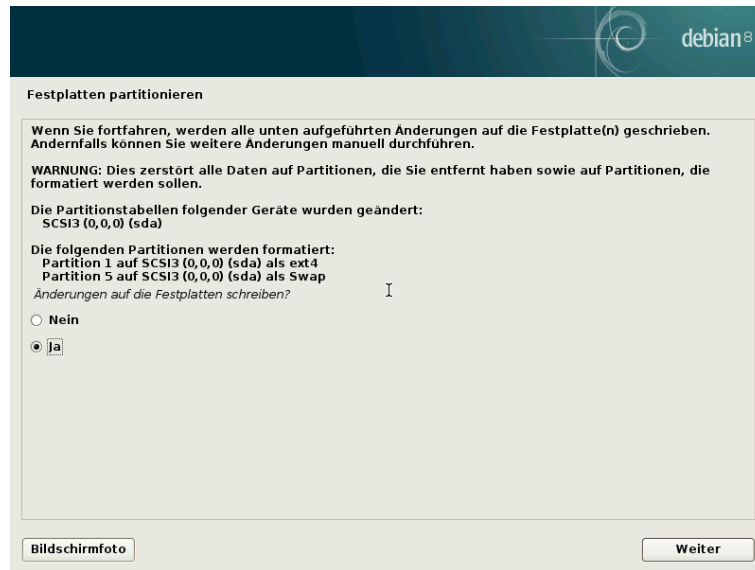 debian 8
Festplatten partitionieren
Wenn Sie fortfahren, werden alle unten aufgeführten Änderungen auf die Festplatte(n) geschrieben.
Andernfalls können Sie weitere Änderungen manuell durchführen.
WARNUNG: Dies zerstört alle Daten auf Partitionen, die Sie entfernt haben sowie auf Partitionen, die
formatiert werden sollen.
Die Partitionstabellen folgender Geräte wurden geändert:
SCSI3 (0,0,0) (sda)
Die folgenden Partitionen werden formatiert:
Partition 1 auf SCSI3 (0,0,0) (sda) als ext4
Partition 5 auf SCSI3 (0,0,0) (sda) als Swap
Änderungen auf die Festplatten schreiben?
Nein
Ja
Bildschirmfoto
Weiter